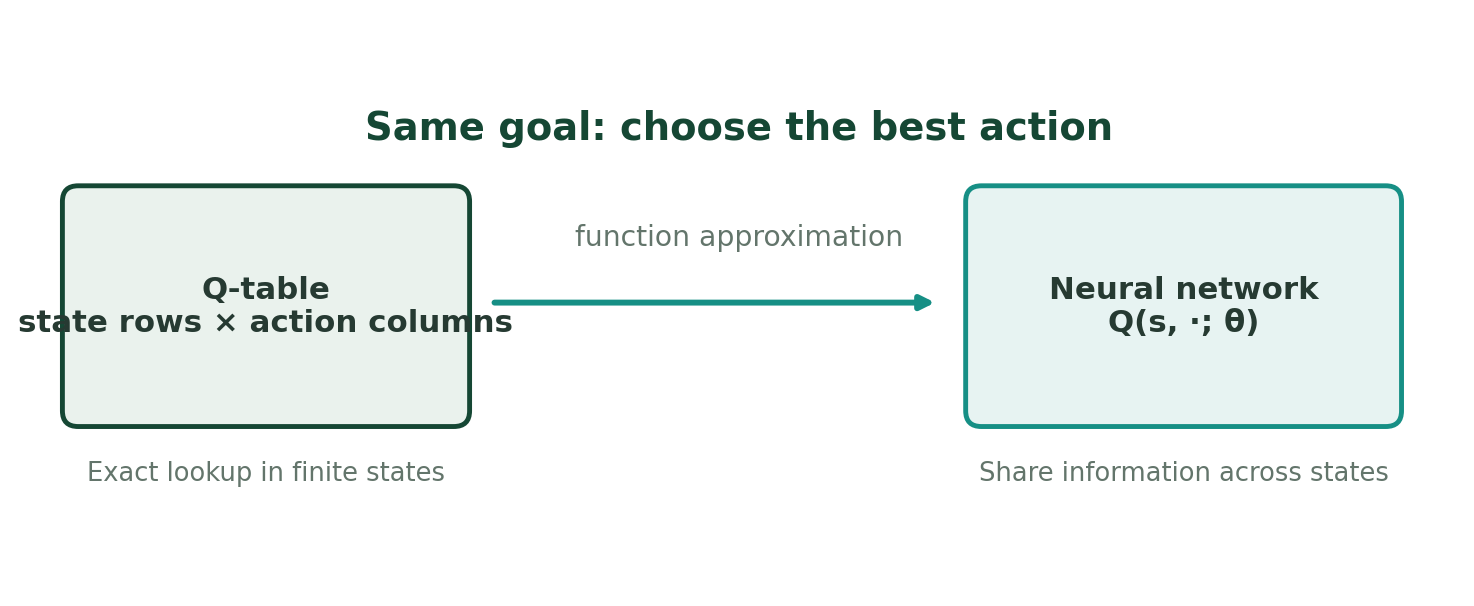 Same goal: choose the best action
function approximation
Q-table
state rows × action columns
Neural network
Q(s, ·; θ)
Exact lookup in finite states
Share information across states